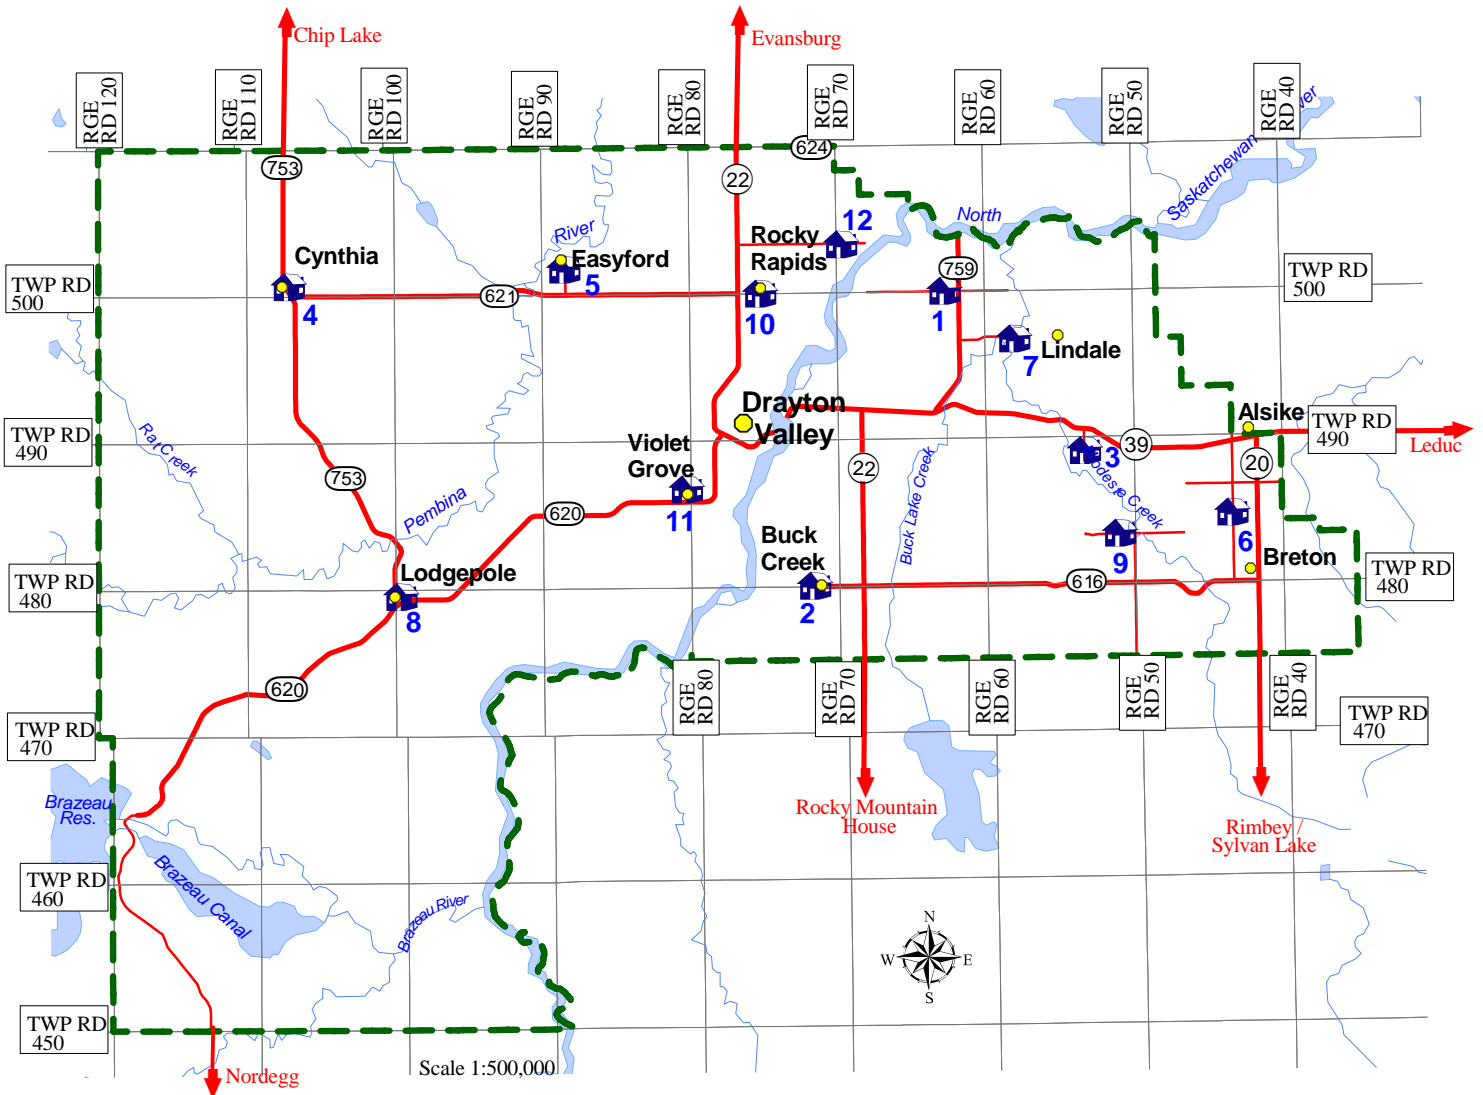 Chip Lake
Evansburg
RGE
RD 120
RGE
RD 110
RGE
RD 100
RGE
RD 90
RGE
RD 80
RGE
RD 70
RGE
RD 60
RGE
RD 50
RGE
RD 40
624
753
22
North
Saskatchewan
River
12
Rocky
Rapids
Cynthia
Easyford
5
759
TWP RD
500
TWP RD
500
621
4
10
1
7
Lindale
Drayton
Valley
Alsike
TWP RD
490
TWP RD
490
Leduc
Rat Creek
Violet
Grove
39
3
20
22
753
Pembina
620
11
Buck Lake Creek
Modeste Creek
6
Buck
Creek
9
Breton
Lodgepole
TWP RD
480
TWP RD
480
616
2
8
620
RGE
RD 80
RGE
RD 70
RGE
RD 60
RGE
RD 50
RGE
RD 40
TWP RD
470
TWP RD
470
Brazeau
Res.
Rocky Mountain
House
Rimbey /
Sylvan Lake
TWP RD
460
Brazeau Canal
Brazeau River
N
W
E
S
TWP RD
450
Scale 1:500,000
Nordegg